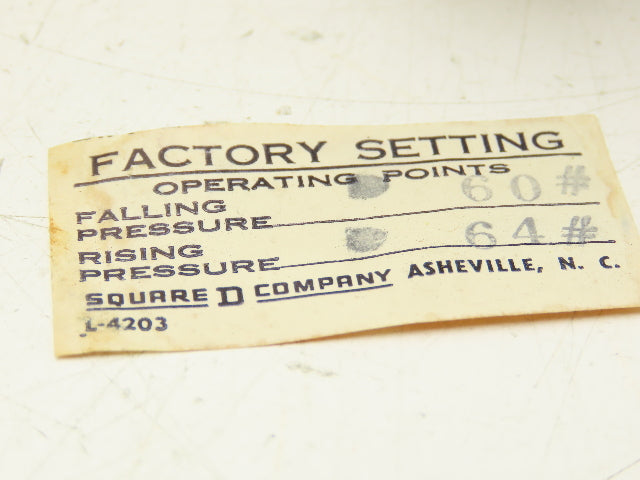 FACTORY SETTING
OPERATING POINTS
FALLING
PRESSURE 60#
RISING
PRESSURE 64#
SQUARE D COMPANY ASHEVILLE, N. C.
L-4203